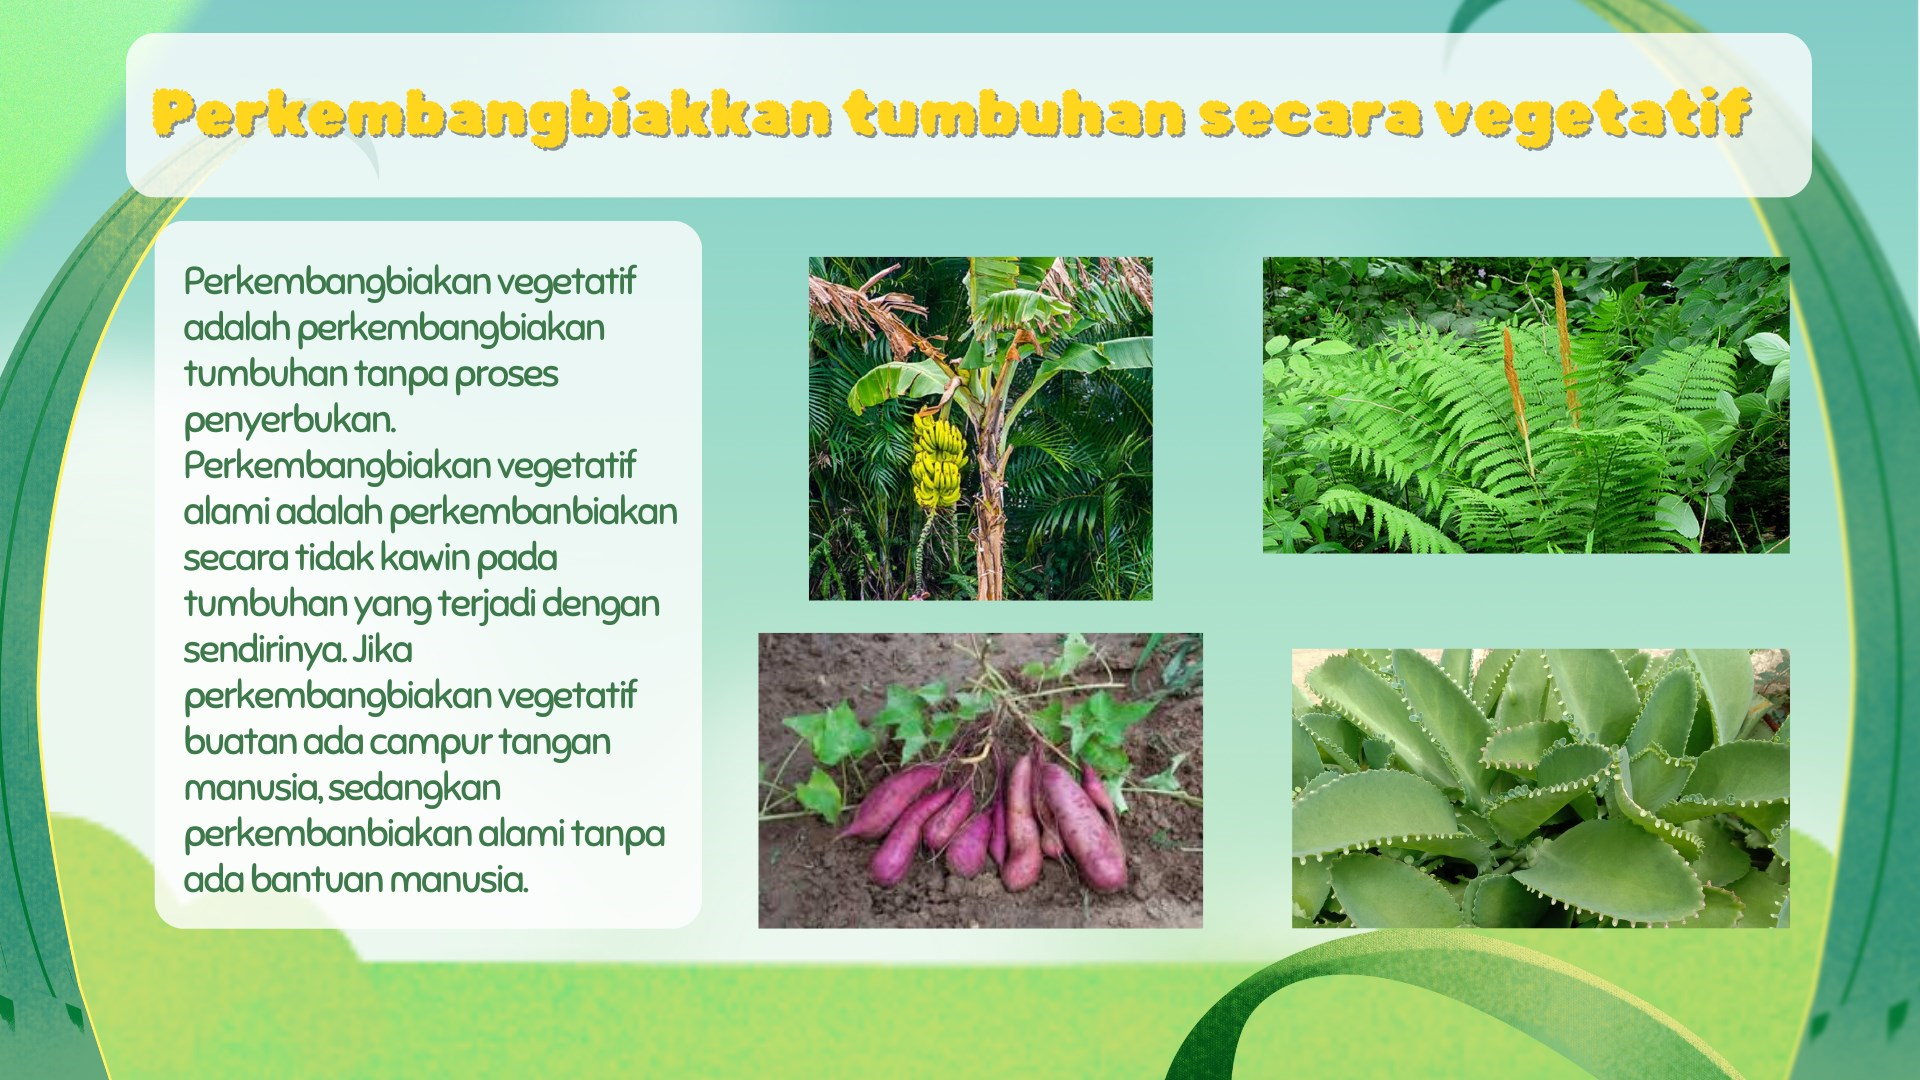 Perkembangbiakkan tumbuhan secara vegetatif
Perkembangbiakan vegetatif
adalah perkembangbiakan
tumbuhan tanpa proses
penyerbukan.
Perkembangbiakan vegetatif
alami adalah perkembanbiakan
secara tidak kawin pada
tumbuhan yang terjadi dengan
sendirinya. Jika
perkembangbiakan vegetatif
buatan ada campur tangan
manusia, sedangkan
perkembanbiakan alami tanpa
ada bantuan manusia.